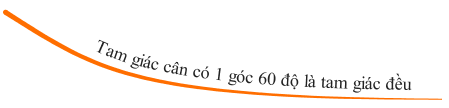 Tam giác cân có 1 góc 60 độ là tam giác đều